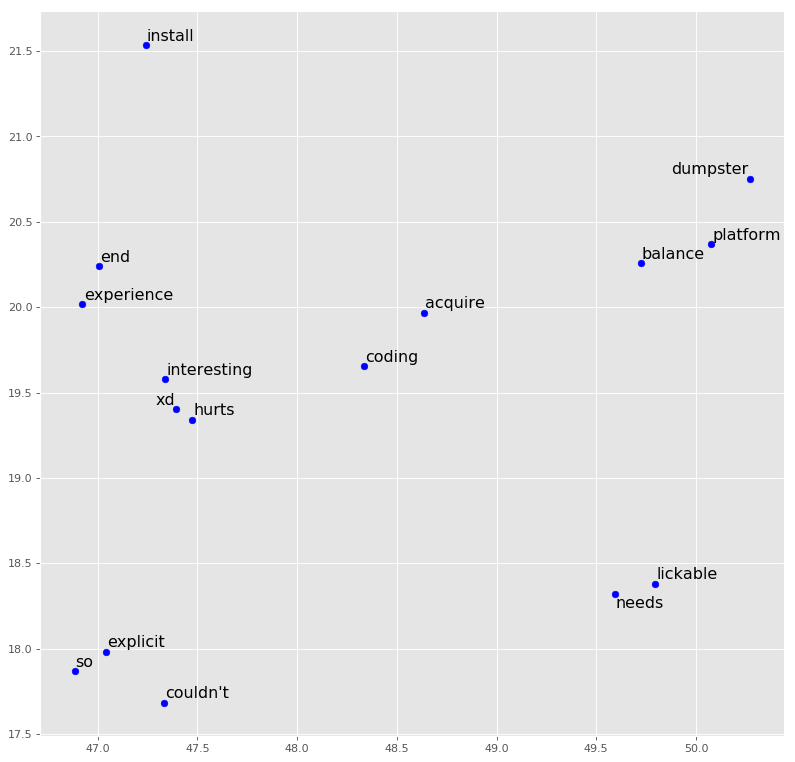 install
21.5
21.0
dumpster
20.5
platform
balance
end
experience
20.0
acquire
coding
interesting
19.5
xd
hurts
19.0
18.5
lickable
needs
explicit
18.0
so
couldn't
17.5
47.0 47.5 48.0 48.5 49.0 49.5 50.0